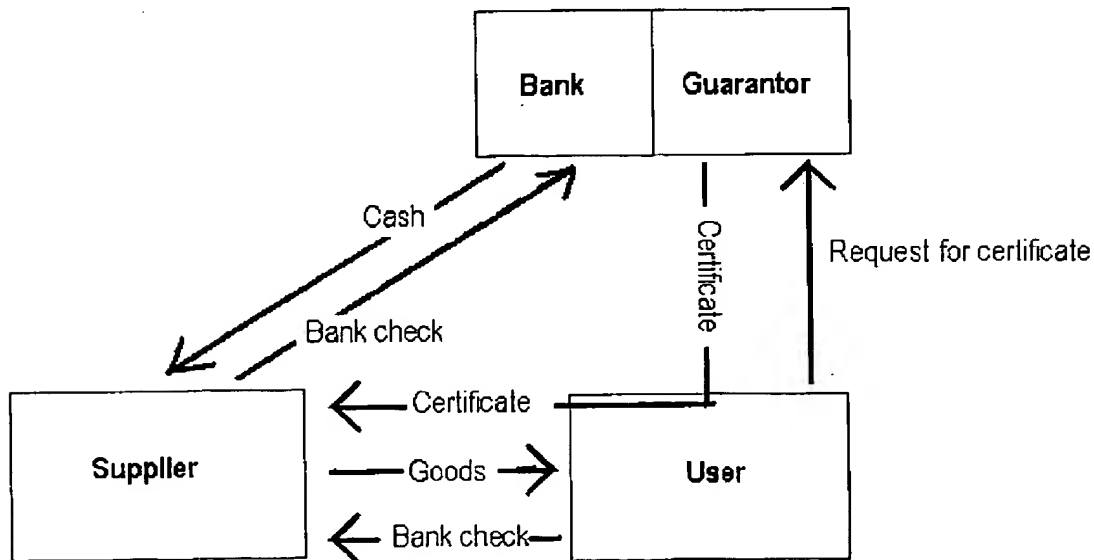 Bank
Guarantor
Cash
Certificate
Request for certificate
Bank check
Certificate
Supplier
Goods
User
Bank check